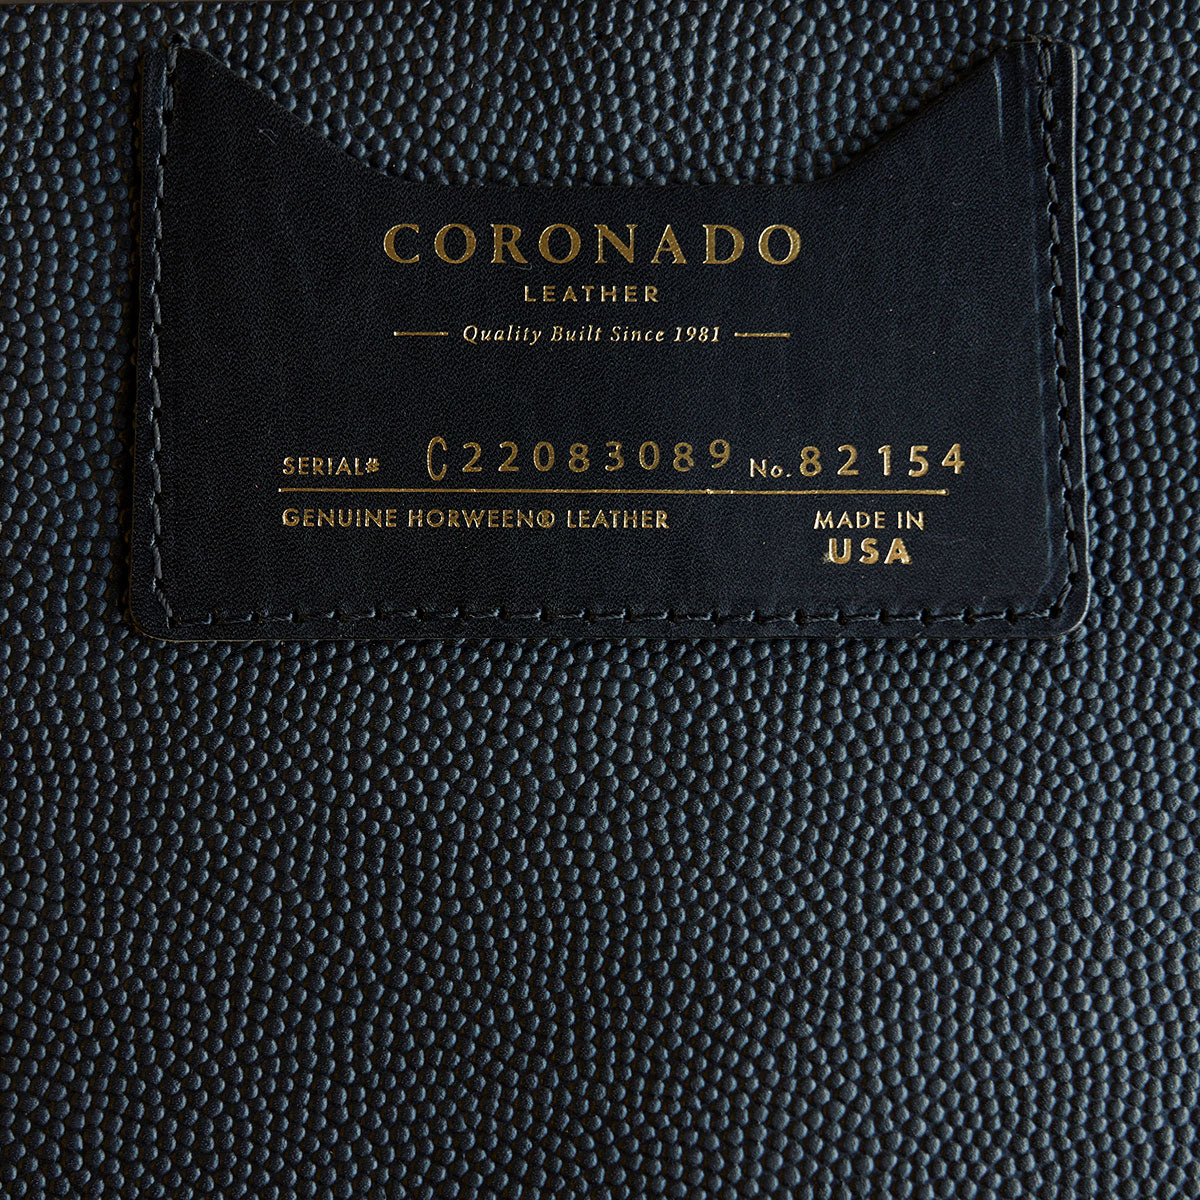 CORONADO
LEATHER
Quality Built Since 1981
SERIAL# C22083089 No. 82154
GENUINE HORWEEN® LEATHER MADE IN
USA